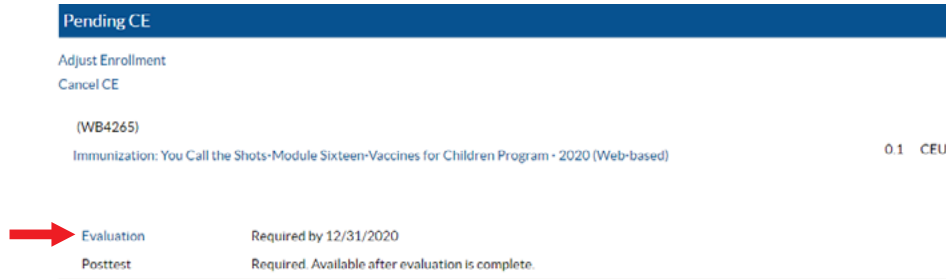 Pending CE
Adjust Enrollment
Cancel CE
(WB4265)
Immunization: You Call the Shots-Module Sixteen-Vaccines for Children Program - 2020 (Web-based) 0.1 CEU
Evaluation Required by 12/31/2020
Posttest Required. Available after evaluation is complete.